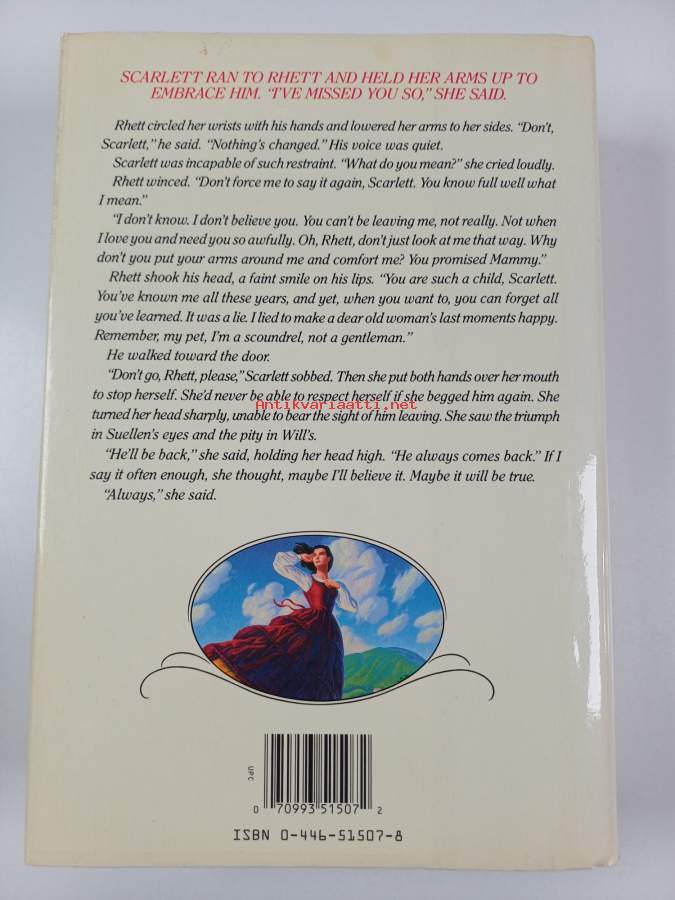 SCARLETT RAN TO RHETT AND HELD HER ARMS UP TO
EMBRACE HIM. “I’VE MISSED YOU SO,” SHE SAID.
Rhett circled her wrists with his hands and lowered her arms to her sides. “Don’t,
Scarlett,” he said. “Nothing’s changed.” His voice was quiet.
Scarlett was incapable of such restraint. “What do you mean?” she cried loudly.
Rhett winced. “Don’t force me to say it again, Scarlett. You know full well what
I mean.”
“I don’t know. I don’t believe you. You can’t be leaving me, not really. Not when
I love you and need you so awfully. Oh, Rhett, don’t just look at me that way. Why
don’t you put your arms around me and comfort me? You promised Mammy.”
Rhett shook his head, a faint smile on his lips. “You are such a child, Scarlett.
You’ve known me all these years, and yet, when you want to, you can forget all
you’ve learned. It was a lie. I lied to make a dear old woman’s last moments happy.
Remember, my pet, I’m a scoundrel, not a gentleman.”
He walked toward the door.
“Don’t go, Rhett, please,” Scarlett sobbed. Then she put both hands over her mouth
to stop herself. She’d never be able to respect herself if she begged him again. She
Antikvariaatti.net
turned her head sharply, unable to bear the sight of him leaving. She saw the triumph
in Suellen’s eyes and the pity in Will’s.
“He’ll be back,” she said, holding her head high. “He always comes back.” If I
say it often enough, she thought, maybe I’ll believe it. Maybe it will be true.
“Always,” she said.
UPC
0 70993 51507 2
ISBN 0-446-51507-8